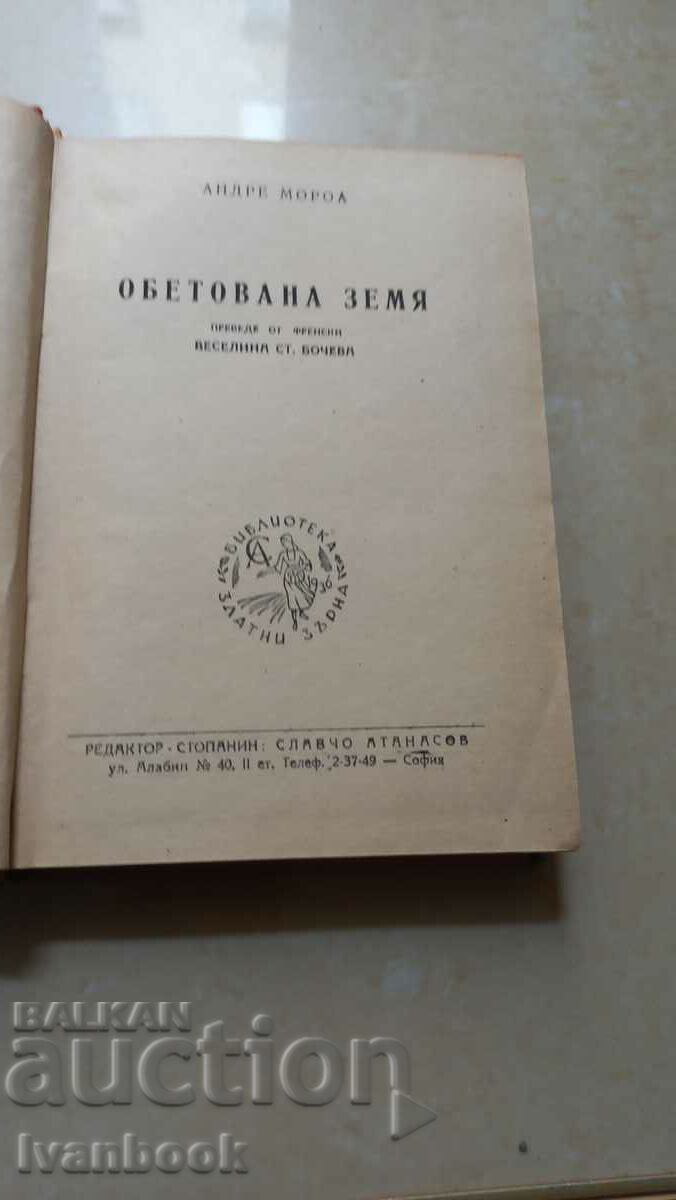 АНДРЕ МОРОА
ОБЕТОВАНА ЗЕМЯ
ПРЕВЕДЕ ОТ ФРЕНСКИ
ВЕСЕЛИНА СТ. БОЧЕВА
БИБЛИОТЕКА
ЗЛАТНИ ЗЪРНА
РЕДАКТОР - СТОПАНИН: СЛАВЧО АТАНАСОВ
ул. Алабин № 40, II ет. Телеф. 2-37-49 — София
BALKAN
auction
Ivanbook